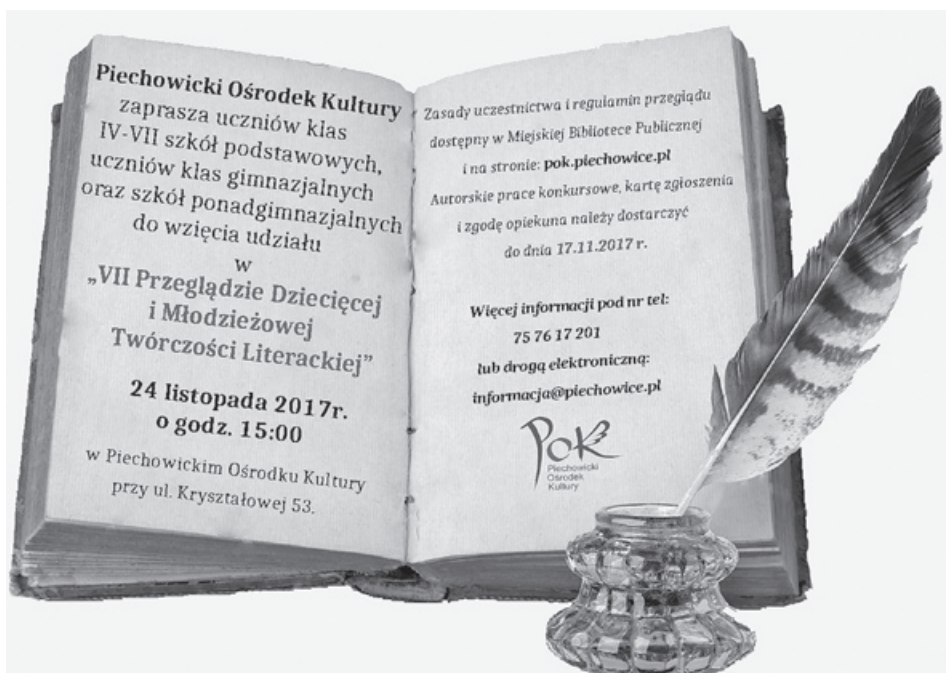 Piechowicki Ośrodek Kultury
zaprasza uczniów klas
IV-VII szkół podstawowych,
uczniów klas gimnazjalnych
oraz szkół ponadgimnazjalnych
do wzięcia udziału
w
„VII Przeglądzie Dziecięcej
i Młodzieżowej
Twórczości Literackiej”
24 listopada 2017r.
o godz. 15:00
w Piechowickim Ośrodku Kultury
przy ul. Kryształowej 53.
Zasady uczestnictwa i regulamin przeglądu
dostępny w Miejskiej Bibliotece Publicznej
i na stronie: pok.piechowice.pl
Autorskie prace konkursowe, kartę zgłoszenia
i zgodę opiekuna należy dostarczyć
do dnia 17.11.2017 r.
Więcej informacji pod nr tel:
75 76 17 201
lub drogą elektroniczną:
informacja@piechowice.pl
POK
Piechowicki
Ośrodek
Kultury